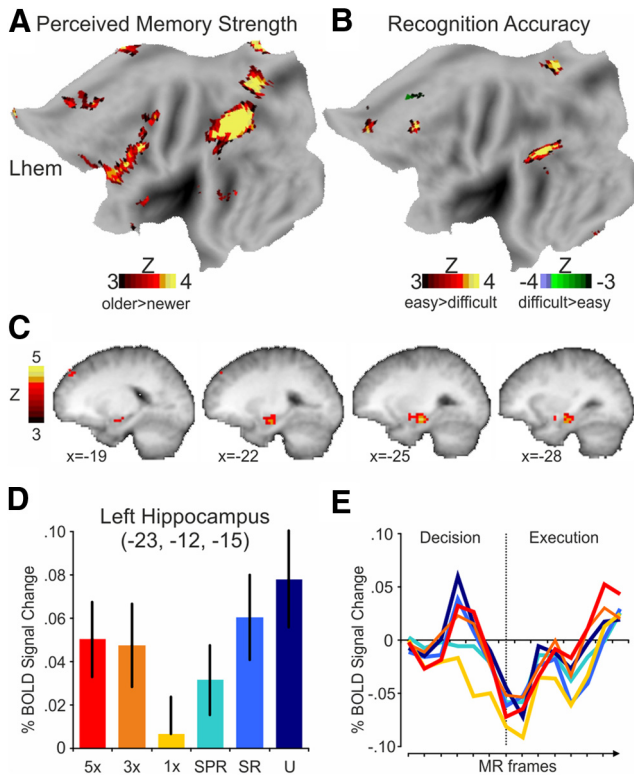 A Perceived Memory Strength
B Recognition Accuracy
Lhem
Z
3 4
older>newer
Z
3 4
easy>difficult
Z
-4 -3
difficult>easy
C
5
Z
3
x=-19
x=-22
x=-25
x=-28
D
Left Hippocampus
(-23, -12, -15)
% BOLD Signal Change
.10
.08
.06
.04
.02
0
5x 3x 1x SPR SR U
E
Decision Execution
% BOLD Signal Change
.10
.05
0
-.05
-.10
MR frames